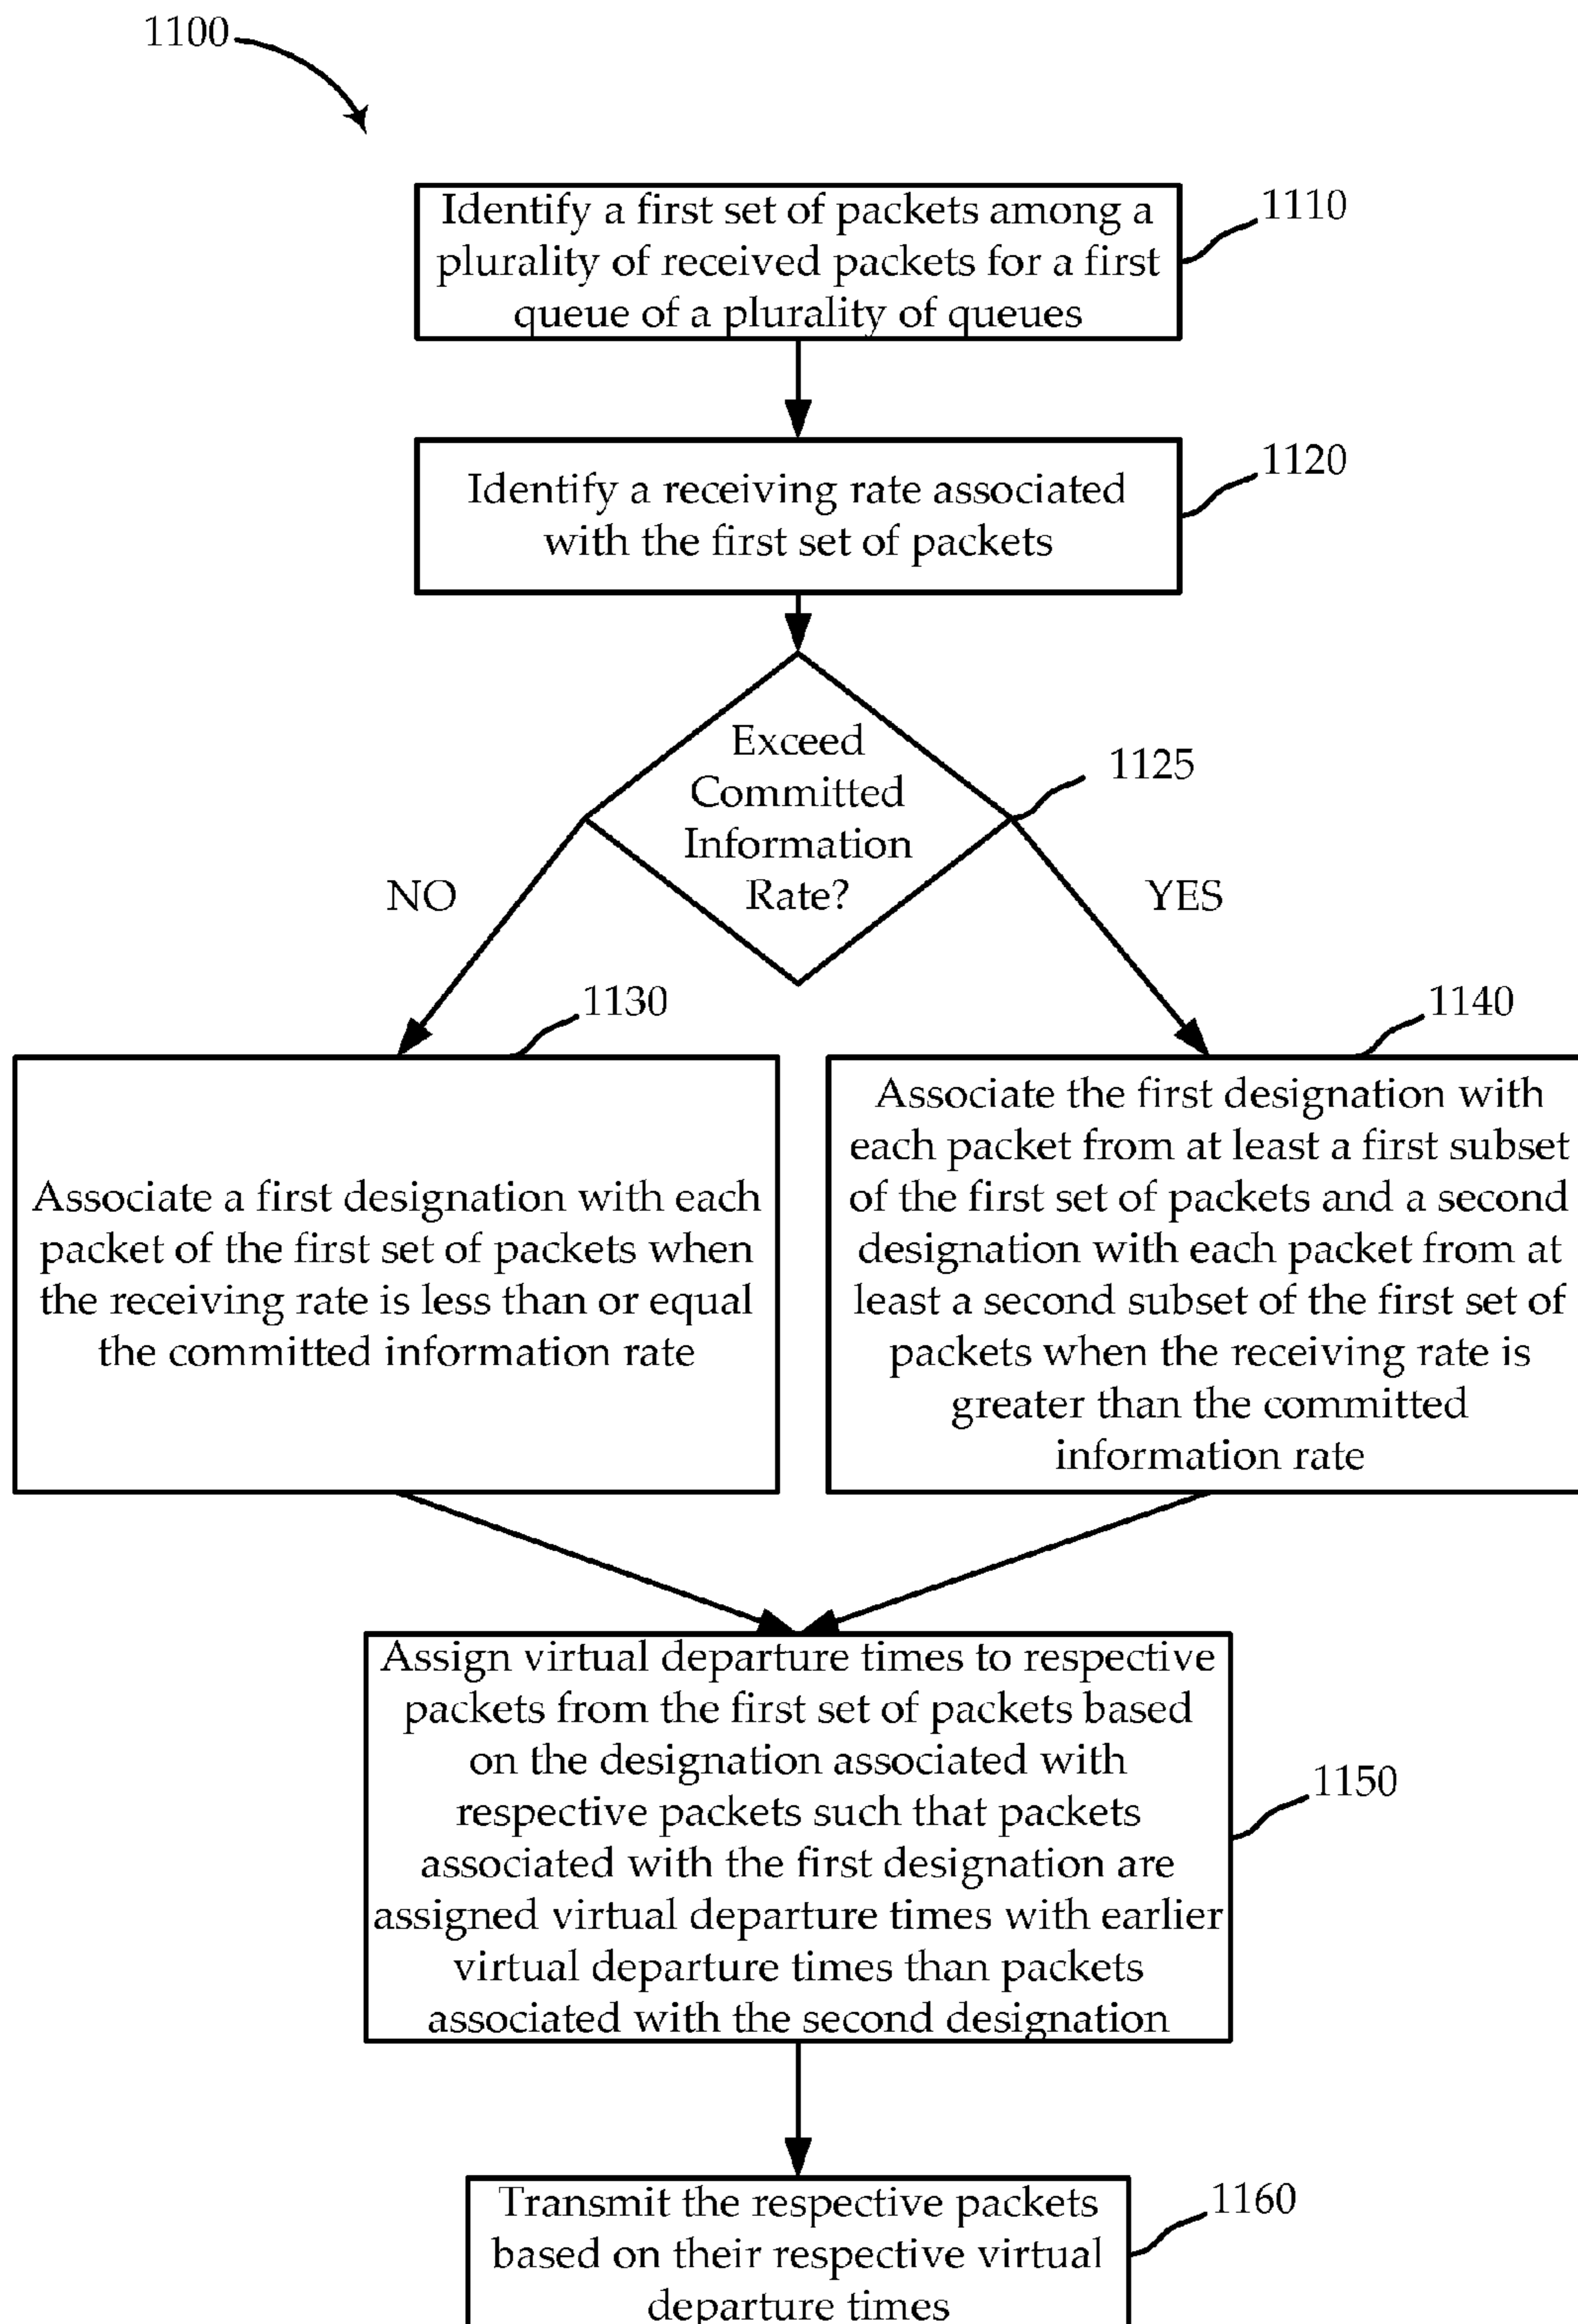 1100
Identify a first set of packets among a
plurality of received packets for a first
queue of a plurality of queues
1110
Identify a receiving rate associated
with the first set of packets
1120
Exceed
Committed
Information
Rate?
1125
NO
YES
1130
Associate a first designation with each
packet of the first set of packets when
the receiving rate is less than or equal
the committed information rate
1140
Associate the first designation with
each packet from at least a first subset
of the first set of packets and a second
designation with each packet from at
least a second subset of the first set of
packets when the receiving rate is
greater than the committed
information rate
Assign virtual departure times to respective
packets from the first set of packets based
on the designation associated with
respective packets such that packets
associated with the first designation are
assigned virtual departure times with earlier
virtual departure times than packets
associated with the second designation
1150
Transmit the respective packets
based on their respective virtual
departure times
1160